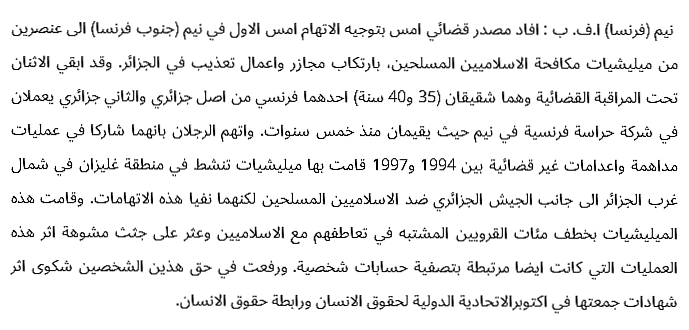 نيم (فرنسا) ا.ف. ب : افاد مصدر قضائي امس بتوجيه الاتهام امس الاول في نيم (جنوب فرنسا) الى عنصرين
من ميليشيات مكافحة الاسلاميين المسلحين، بارتكاب مجازر واعمال تعذيب في الجزائر. وقد ابقي الاثنان
تحت المراقبة القضائية وهما شقيقان (35 و40 سنة) احدهما فرنسي من اصل جزائري والثاني جزائري يعملان
في شركة حراسة فرنسية في نيم حيث يقيمان منذ خمس سنوات. واتهم الرجلان بانهما شاركا في عمليات
مداهمة واعدامات غير قضائية بين 1994 و1997 قامت بها ميليشيات تنشط في منطقة غليزان في شمال
غرب الجزائر الى جانب الجيش الجزائري ضد الاسلاميين المسلحين لكنهما نفيا هذه الاتهامات. وقامت هذه
الميليشيات بخطف مئات القرويين المشتبه في تعاطفهم مع الاسلاميين وعثر على جثث مشوهة اثر هذه
العمليات التي كانت ايضا مرتبطة بتصفية حسابات شخصية. ورفعت في حق هذين الشخصين شكوى اثر
شهادات جمعتها في اكتوبرالاتحادية الدولية لحقوق الانسان ورابطة حقوق الانسان.